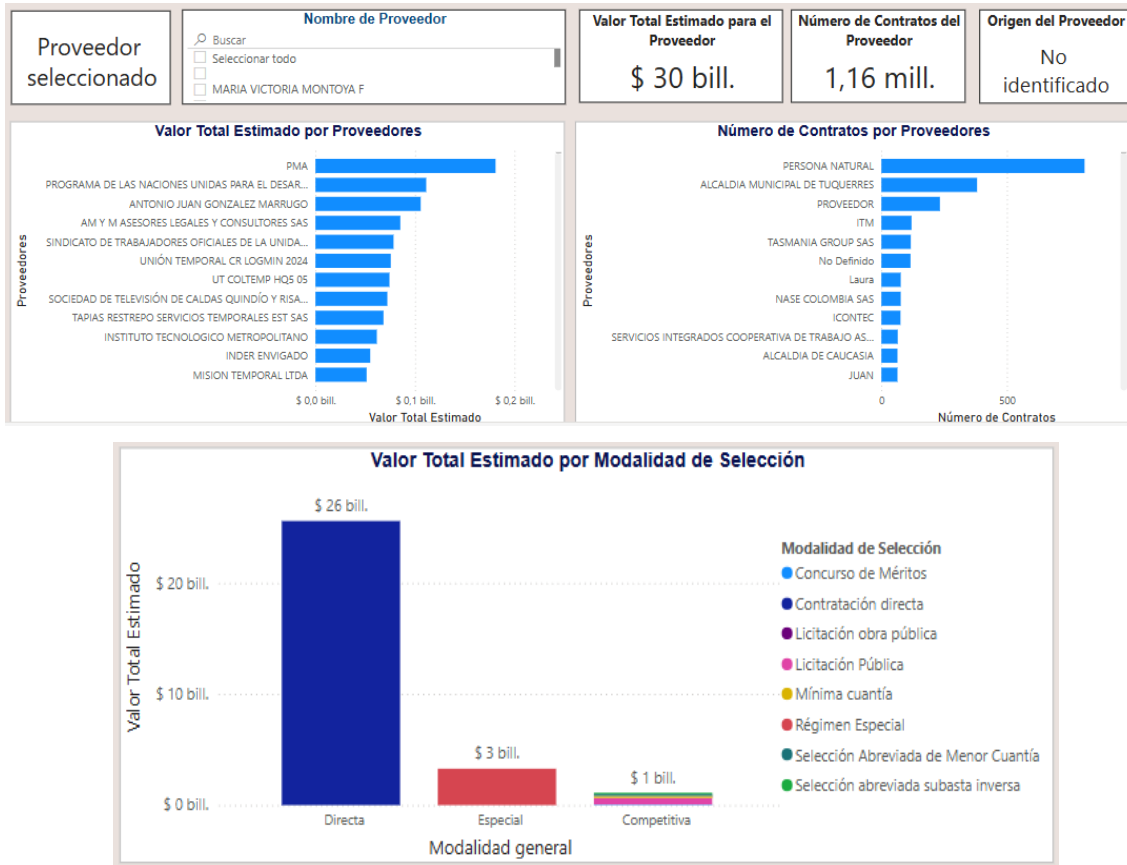 Proveedor
seleccionado
Nombre de Proveedor
Buscar
Seleccionar todo
MARIA VICTORIA MONTOYA F
Valor Total Estimado para el
Proveedor
$ 30 bill.
Número de Contratos del
Proveedor
1,16 mill.
Origen del Proveedor
No
identificado
Valor Total Estimado por Proveedores
Proveedores
PMA
PROGRAMA DE LAS NACIONES UNIDAS PARA EL DESAR...
ANTONIO JUAN GONZALEZ MARRUGO
AM Y M ASESORES LEGALES Y CONSULTORES SAS
SINDICATO DE TRABAJADORES OFICIALES DE LA UNIDA...
UNIÓN TEMPORAL CR LOGMIN 2024
UT COLTEMP HQ5 05
SOCIEDAD DE TELEVISIÓN DE CALDAS QUINDÍO Y RISA...
TAPIAS RESTREPO SERVICIOS TEMPORALES EST SAS
INSTITUTO TECNOLOGICO METROPOLITANO
INDER ENVIGADO
MISION TEMPORAL LTDA
$ 0,0 bill. $ 0,1 bill. $ 0,2 bill.
Valor Total Estimado
Número de Contratos por Proveedores
Proveedores
PERSONA NATURAL
ALCALDIA MUNICIPAL DE TUQUERRES
PROVEEDOR
ITM
TASMANIA GROUP SAS
No Definido
Laura
NASE COLOMBIA SAS
ICONTEC
SERVICIOS INTEGRADOS COOPERATIVA DE TRABAJO AS...
ALCALDIA DE CAUCASIA
JUAN
0 500
Número de Contratos
Valor Total Estimado por Modalidad de Selección
Valor Total Estimado
$ 20 bill.
$ 10 bill.
$ 0 bill.
$ 26 bill.
$ 3 bill.
$ 1 bill.
Directa Especial Competitiva
Modalidad general
Modalidad de Selección
Concurso de Méritos
Contratación directa
Licitación obra pública
Licitación Pública
Mínima cuantía
Régimen Especial
Selección Abreviada de Menor Cuantía
Selección abreviada subasta inversa